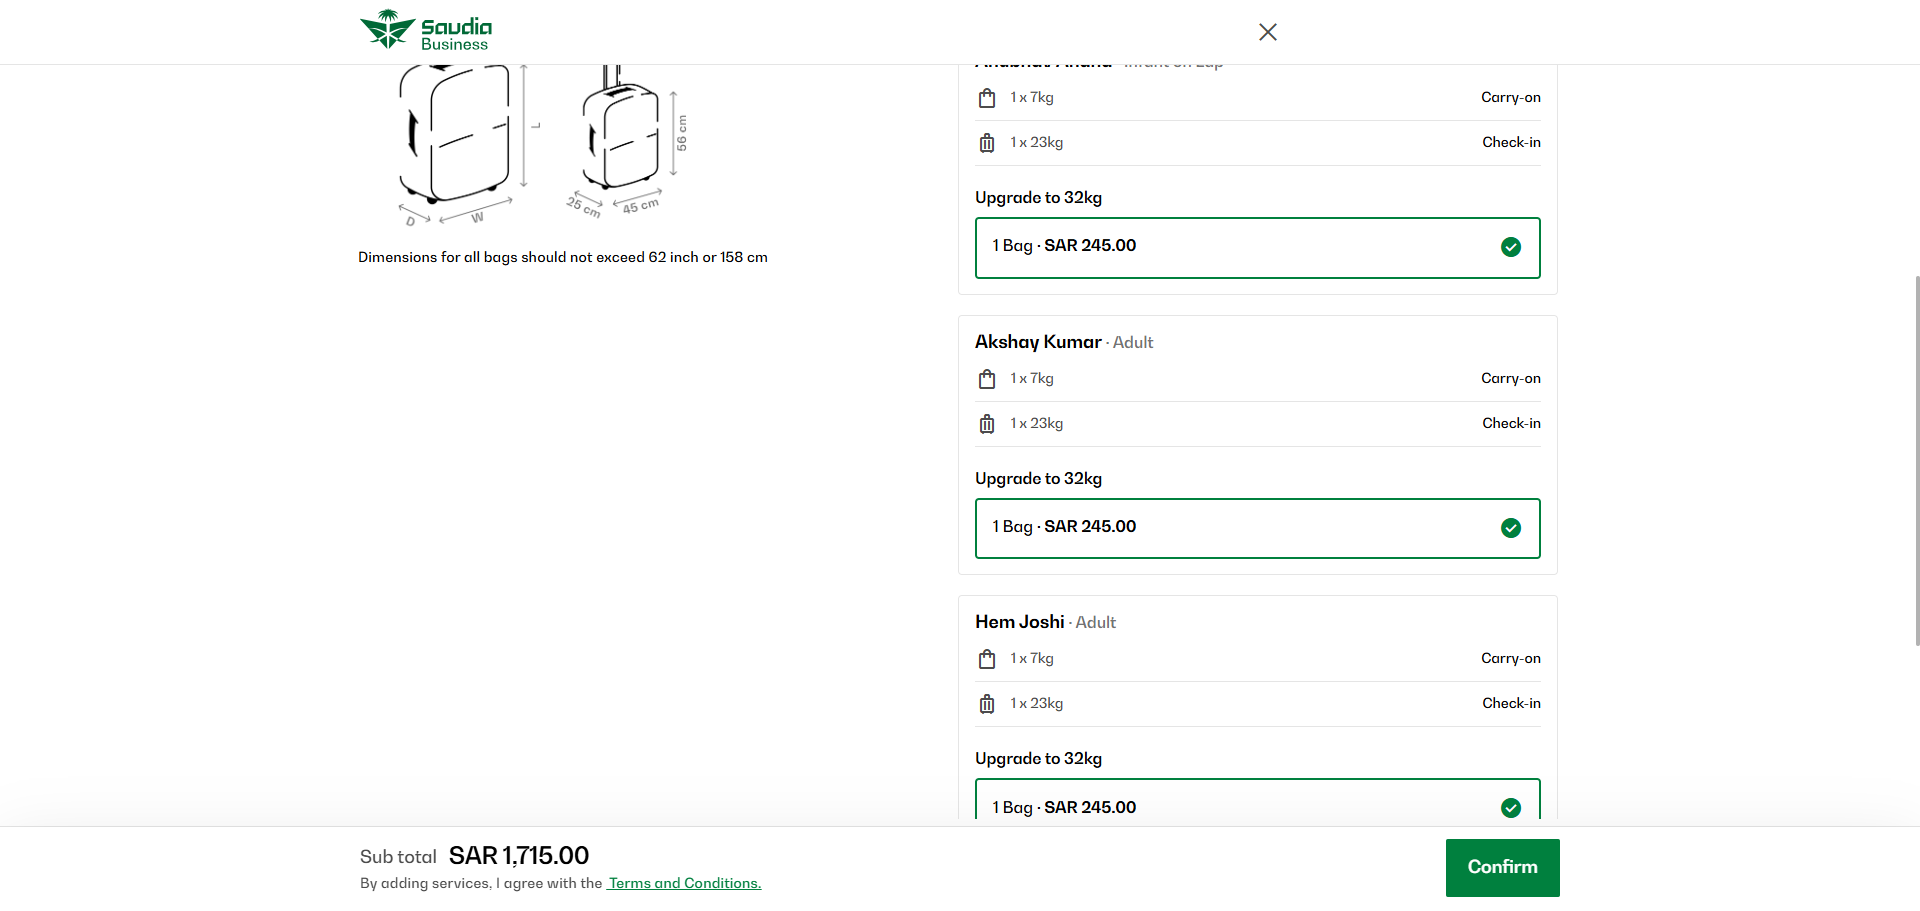 Saudia
Business
L
D
W
56 cm
25 cm
45 cm
Dimensions for all bags should not exceed 62 inch or 158 cm
1 x 7kg
Carry-on
1 x 23kg
Check-in
Upgrade to 32kg
1 Bag · SAR 245.00
Akshay Kumar · Adult
1 x 7kg
Carry-on
1 x 23kg
Check-in
Upgrade to 32kg
1 Bag · SAR 245.00
Hem Joshi · Adult
1 x 7kg
Carry-on
1 x 23kg
Check-in
Upgrade to 32kg
1 Bag · SAR 245.00
Sub total SAR 1,715.00
By adding services, I agree with the Terms and Conditions.
Confirm